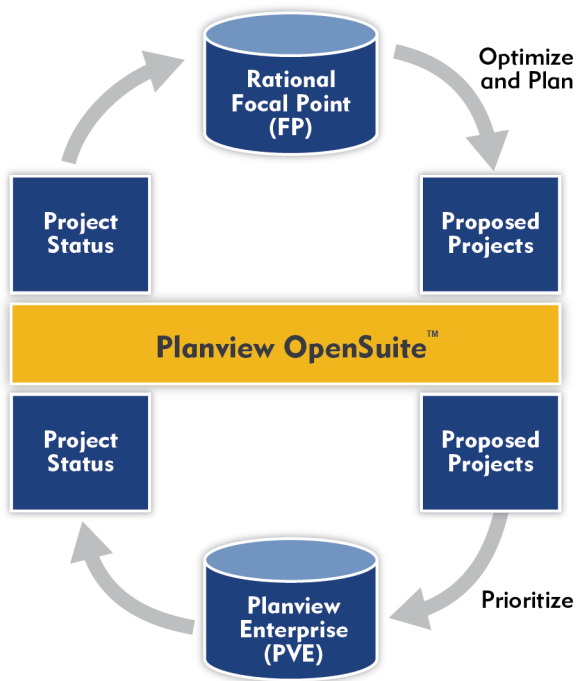 Rational
Focal Point
(FP)
Optimize
and Plan
Project
Status
Proposed
Projects
Planview OpenSuite™
Project
Status
Proposed
Projects
Planview
Enterprise
(PVE)
Prioritize